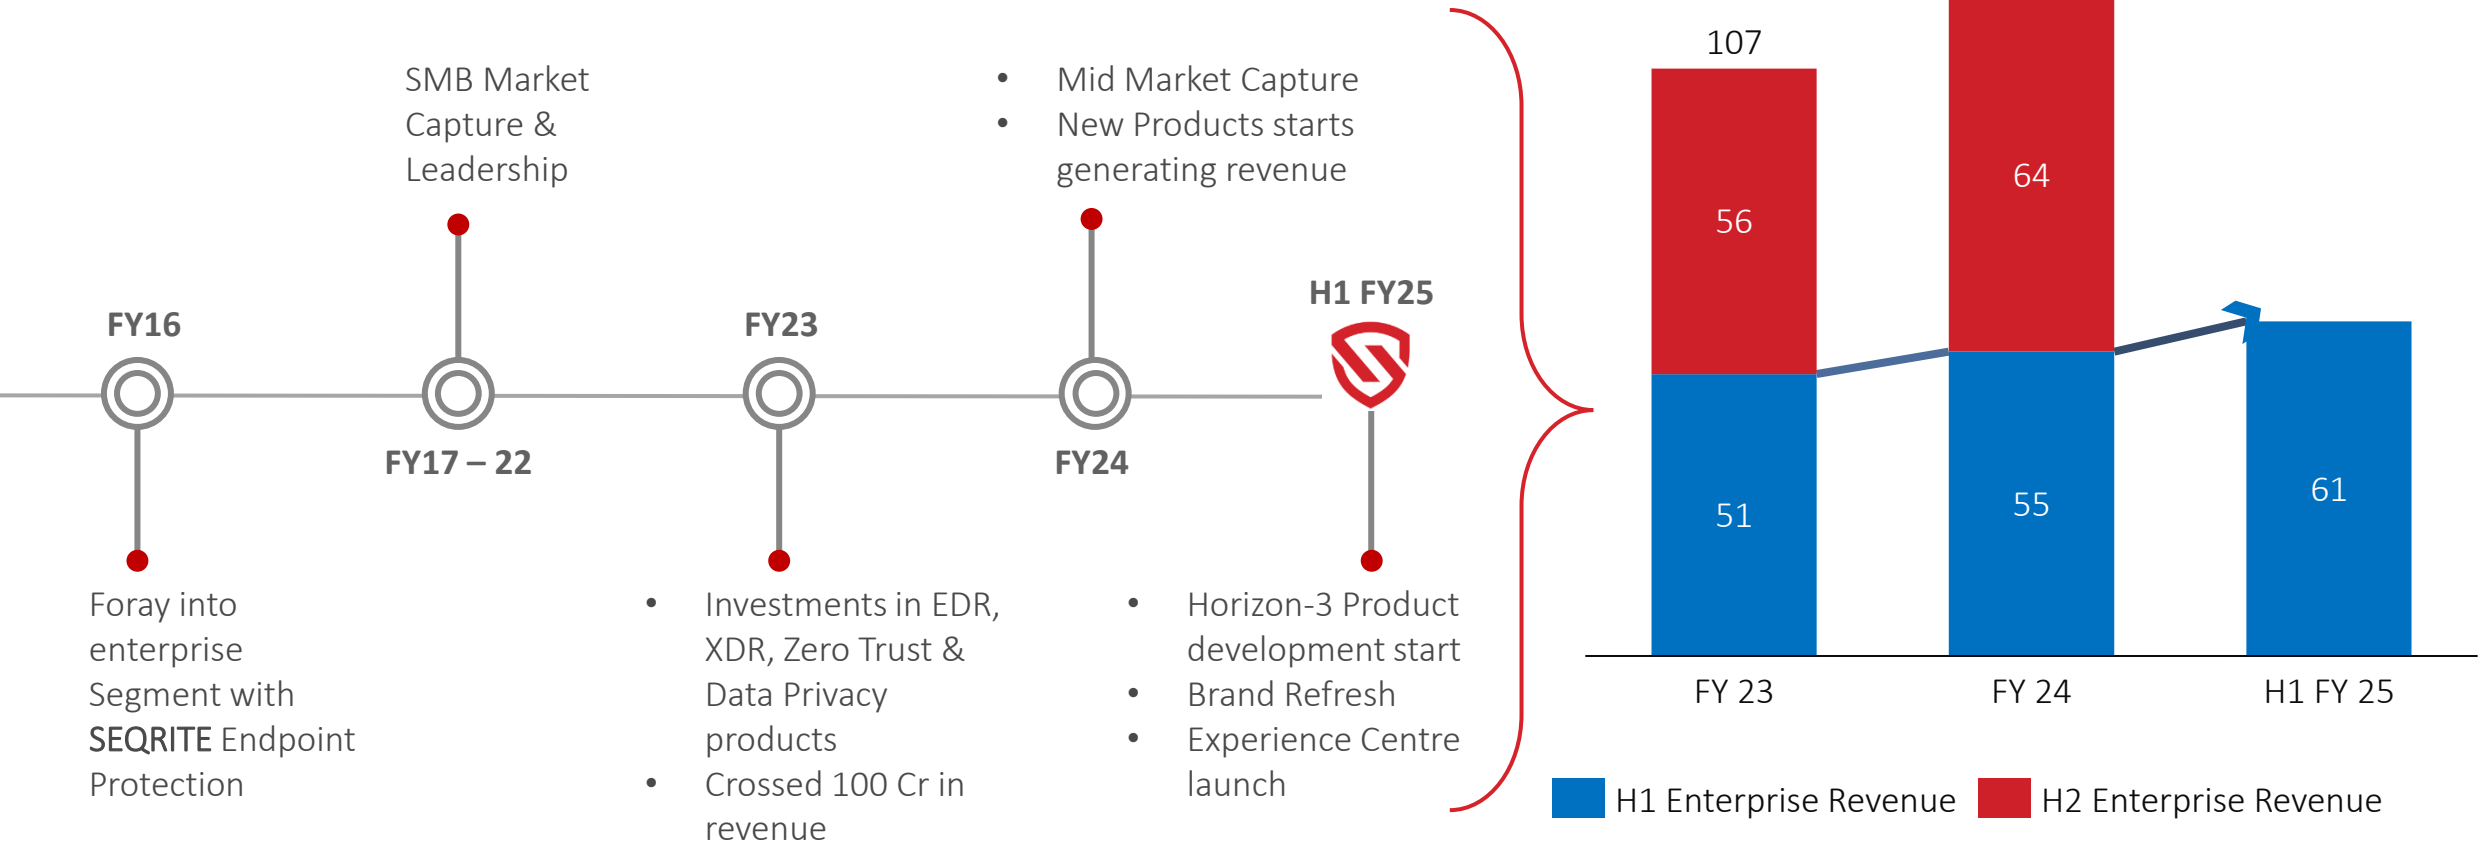 SMB Market
Capture &
Leadership
• Mid Market Capture
• New Products starts
generating revenue
FY16
FY23
H1 FY25
FY17 – 22
FY24
Foray into
enterprise
Segment with
SEQRITE Endpoint
Protection
• Investments in EDR,
XDR, Zero Trust &
Data Privacy
products
• Crossed 100 Cr in
revenue
• Horizon-3 Product
development start
• Brand Refresh
• Experience Centre
launch
107
56
51
64
55
61
FY 23
FY 24
H1 FY 25
H1 Enterprise Revenue
H2 Enterprise Revenue